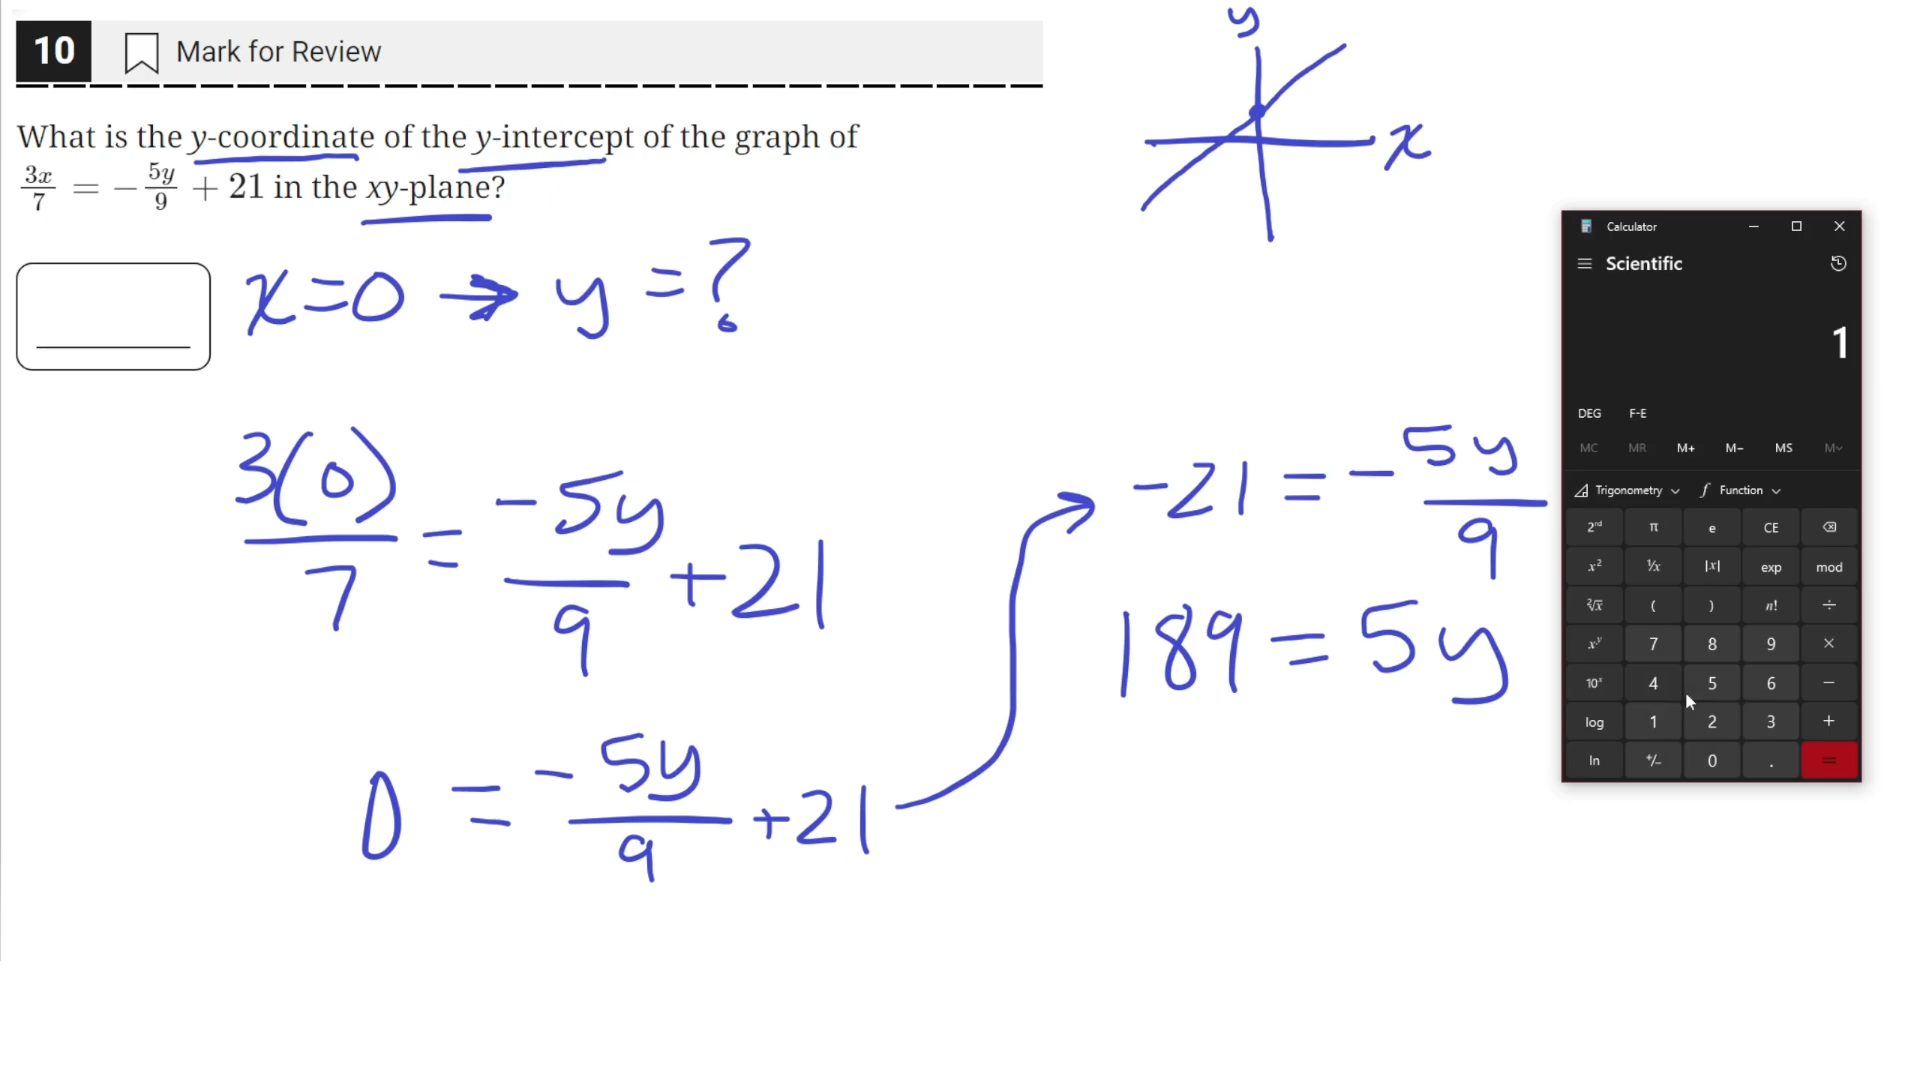 10 Mark for Review
What is the y-coordinate of the y-intercept of the graph of
3x/7 = −5y/9 + 21 in the xy-plane?
x=0 → y = ?
3(0)/7 = -5y/9 +21
0 = -5y/9 +21
y
x
-21 = -5y/9
189 = 5y
Calculator
Scientific
1
DEG F-E
MC MR M+ M− MS M˅
Trigonometry f Function
2ⁿᵈ π e CE
x² ¹/x |x| exp mod
²√x ( ) n! ÷
xʸ 7 8 9 ×
10ˣ 4 5 6 −
log 1 2 3 +
ln +/− 0 . =